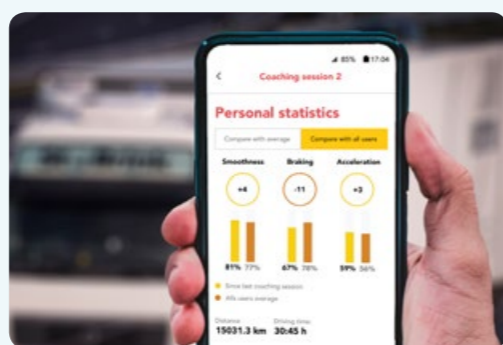 85% 17:04
Coaching session 2
Personal statistics
Compare with average Compare with all users
Smoothness Braking Acceleration
+4 -11 +3
81% 77% 67% 78% 59% 56%
Since last coaching session
Alls users average
Distance: Driving time:
15031.3 km 30:45 h